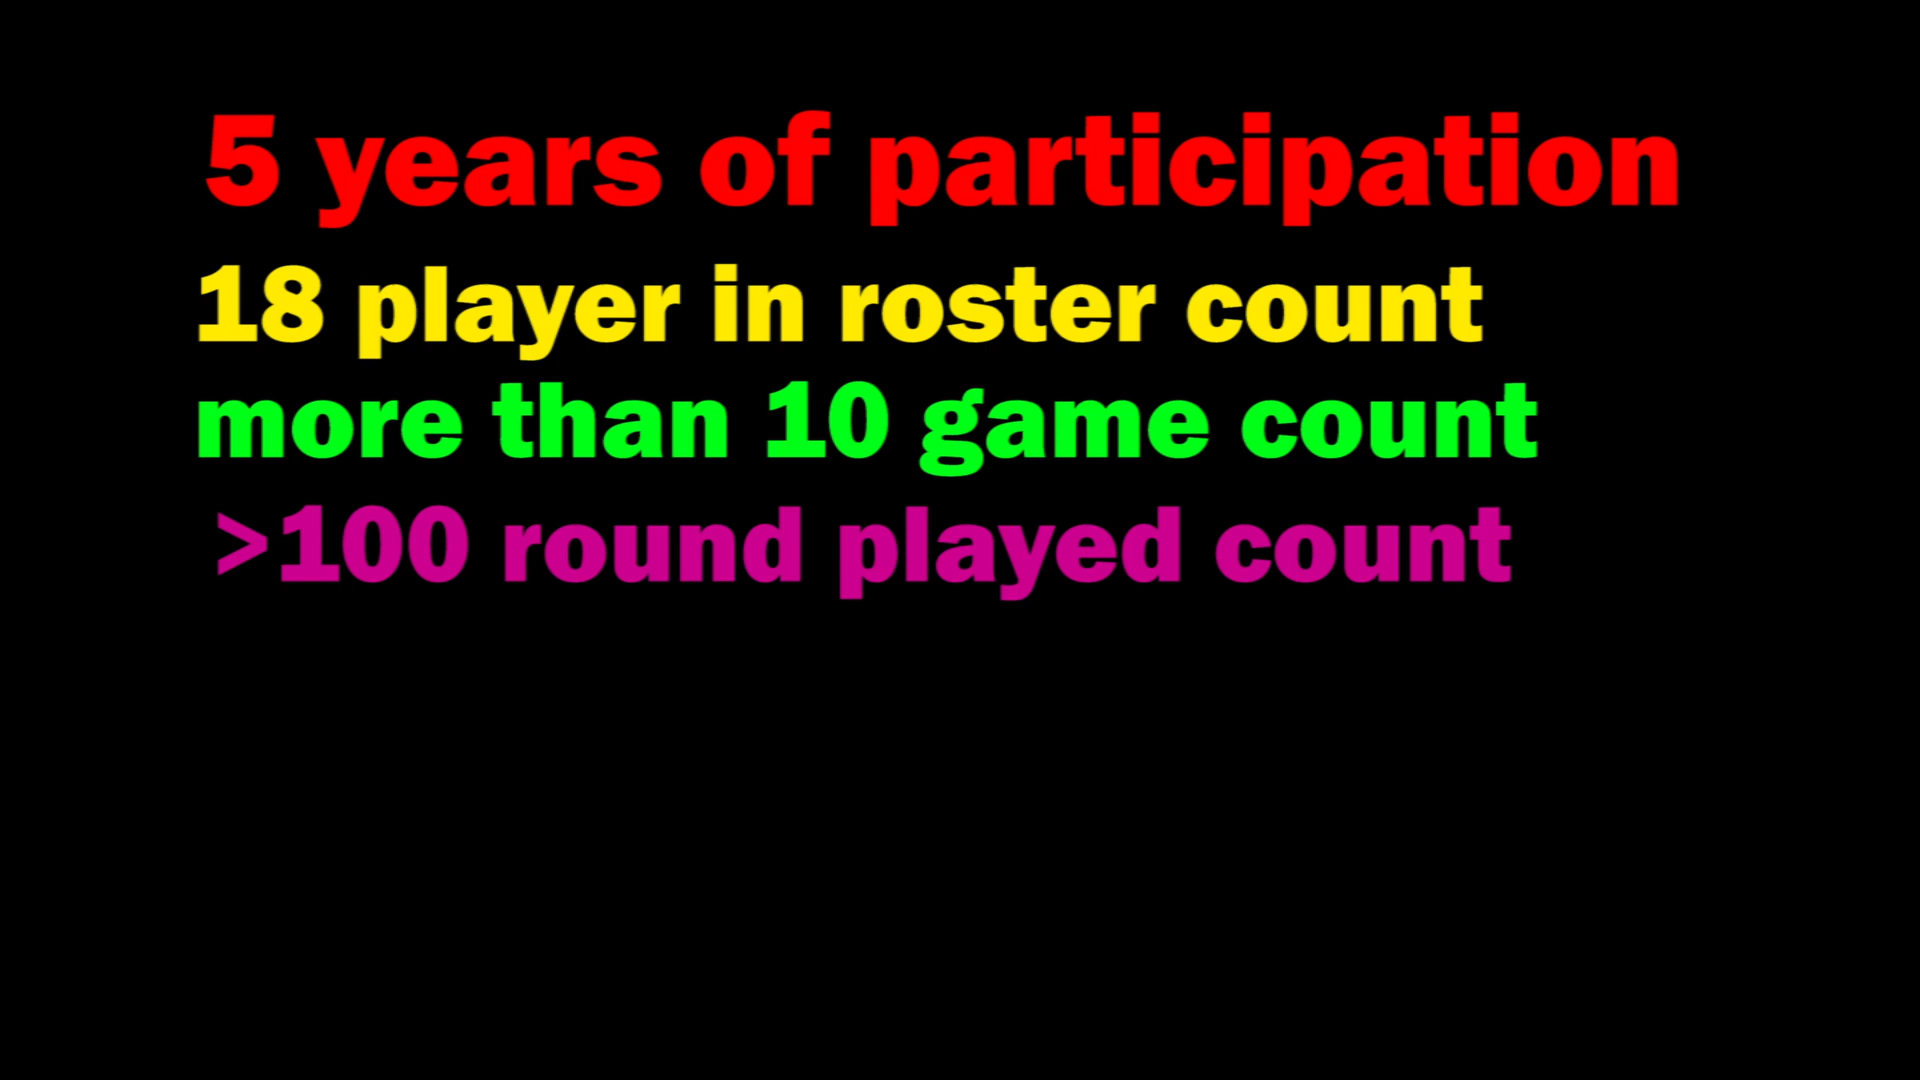 5 years of participation
18 player in roster count
more than 10 game count
>100 round played count